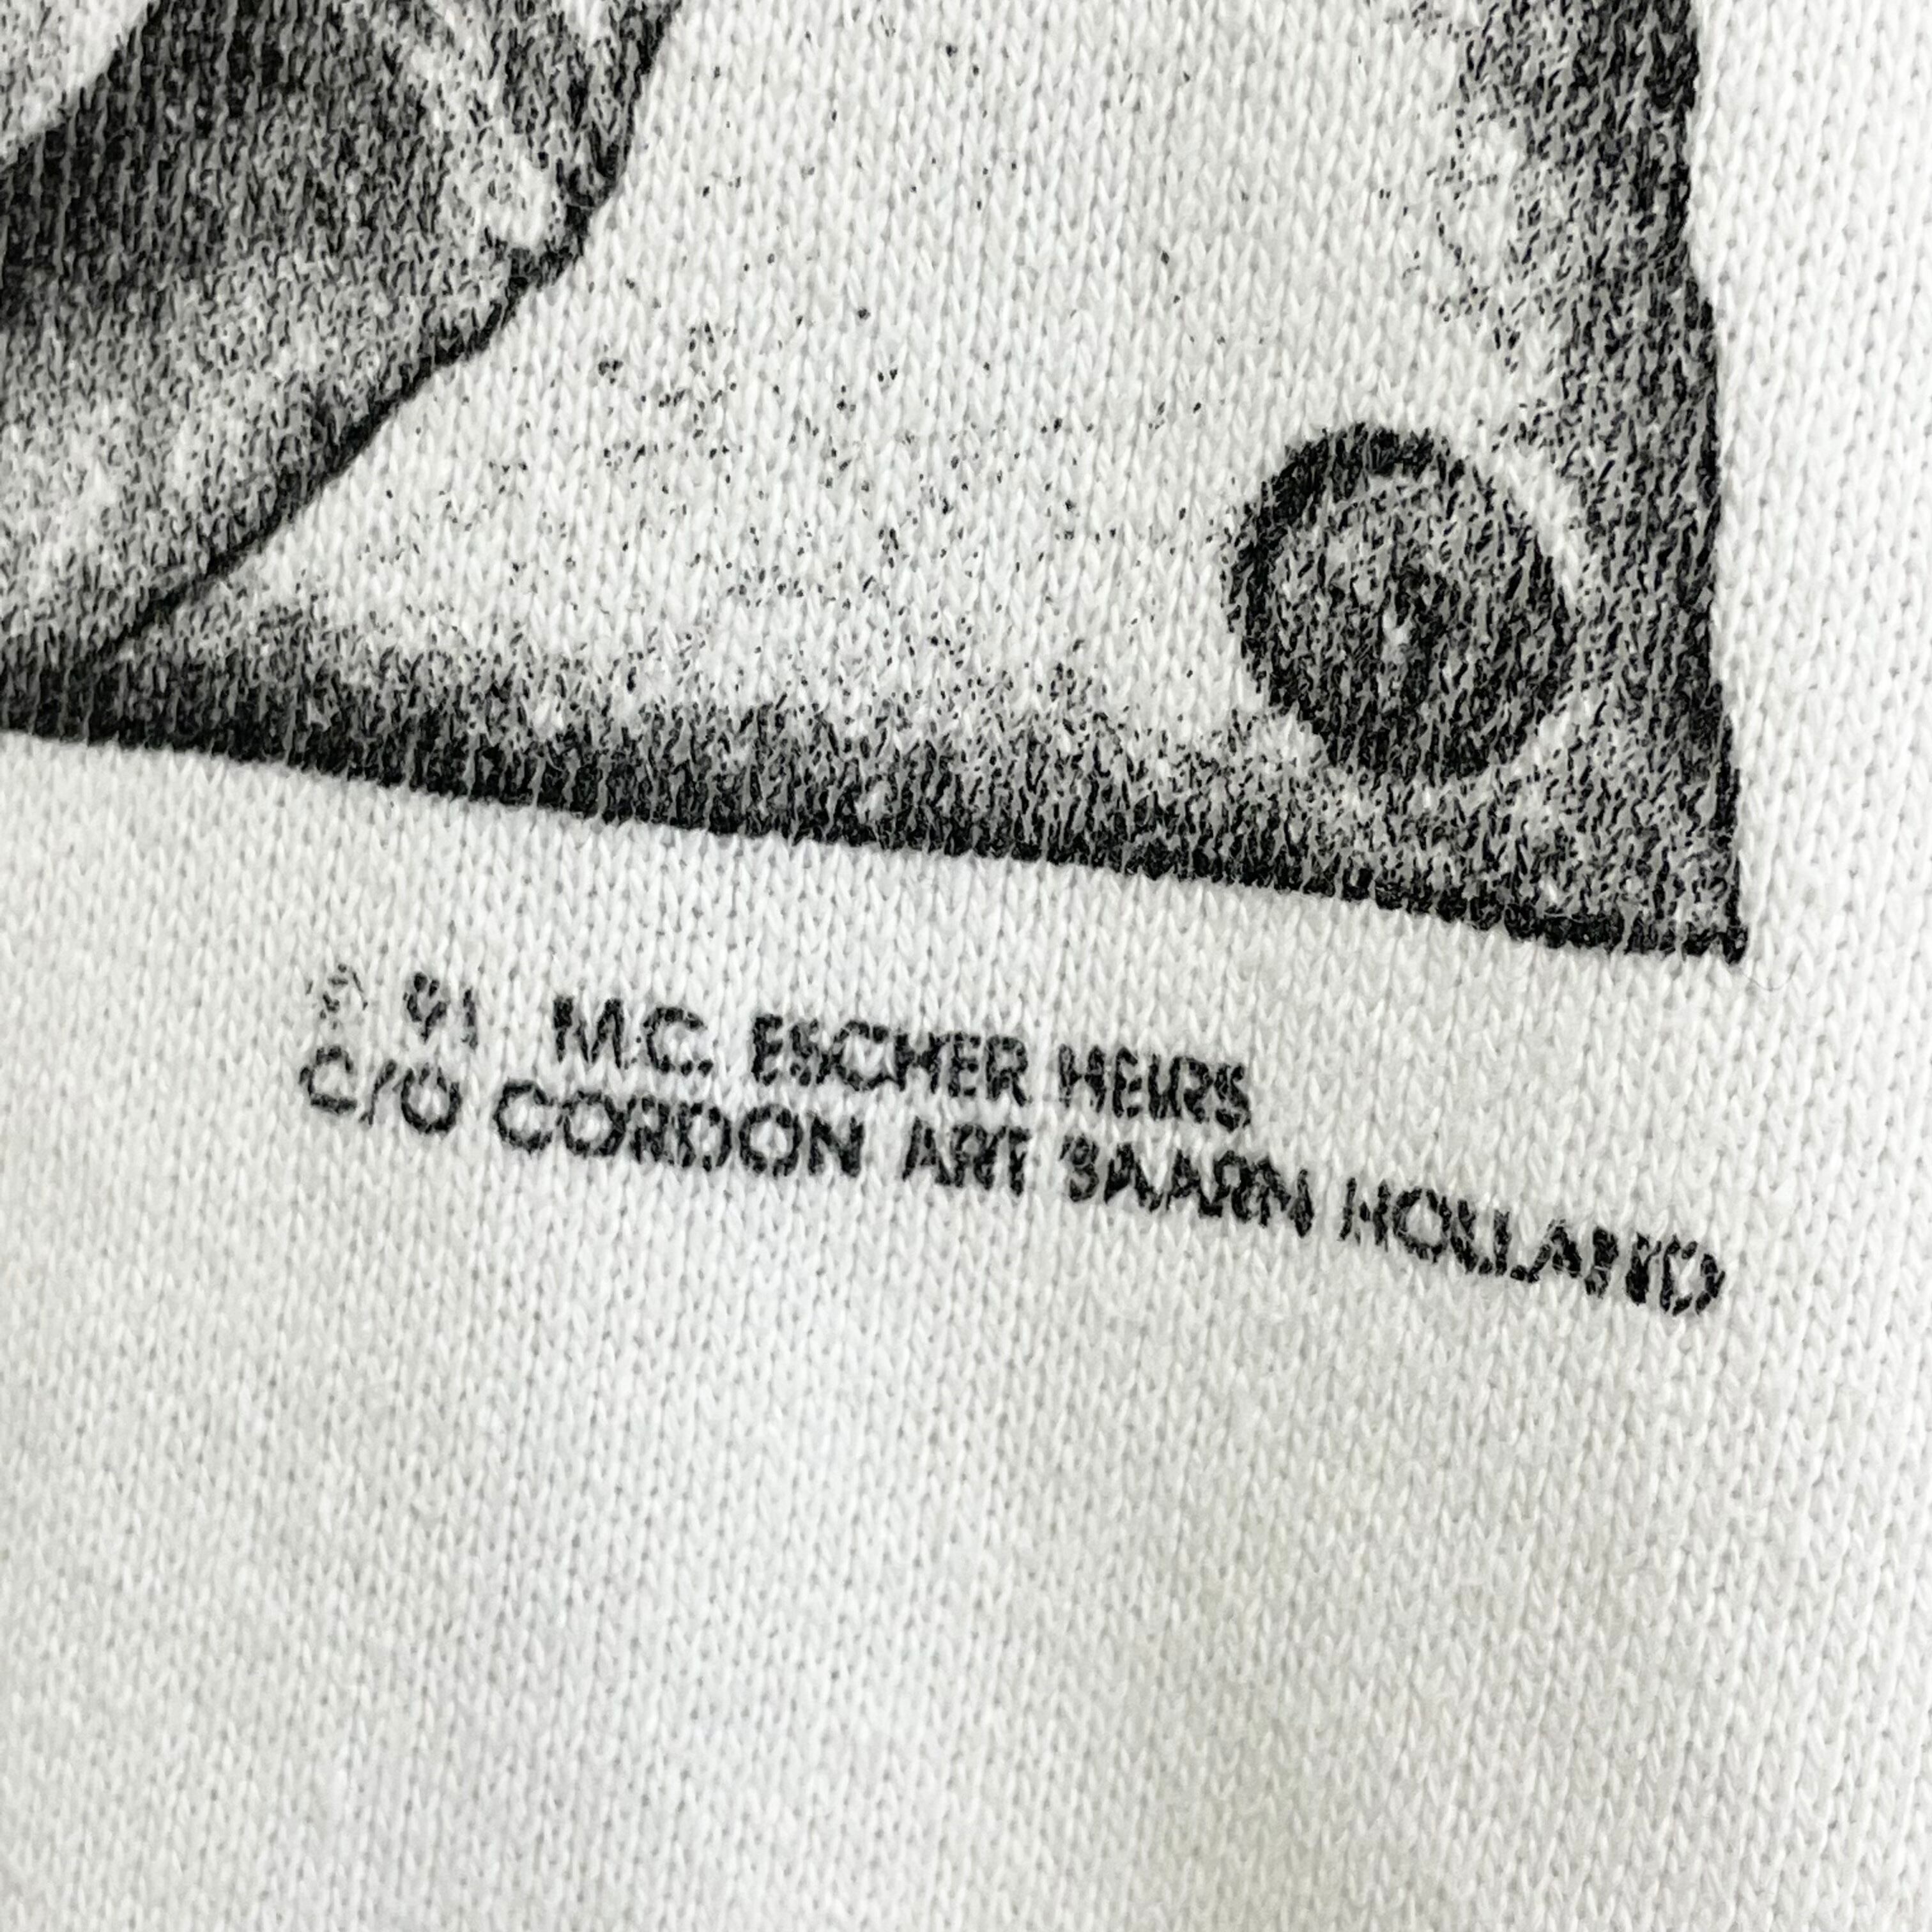 © 91 M.C. ESCHER HEIRS
C/O CORDON ART BAARN HOLLAND